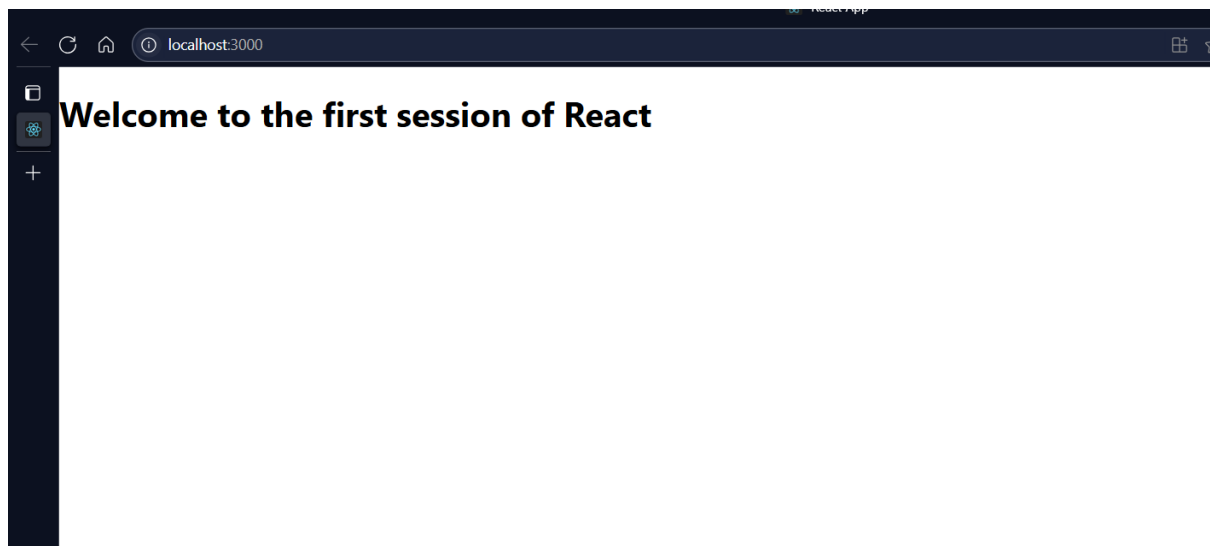 React App
localhost:3000
Welcome to the first session of React